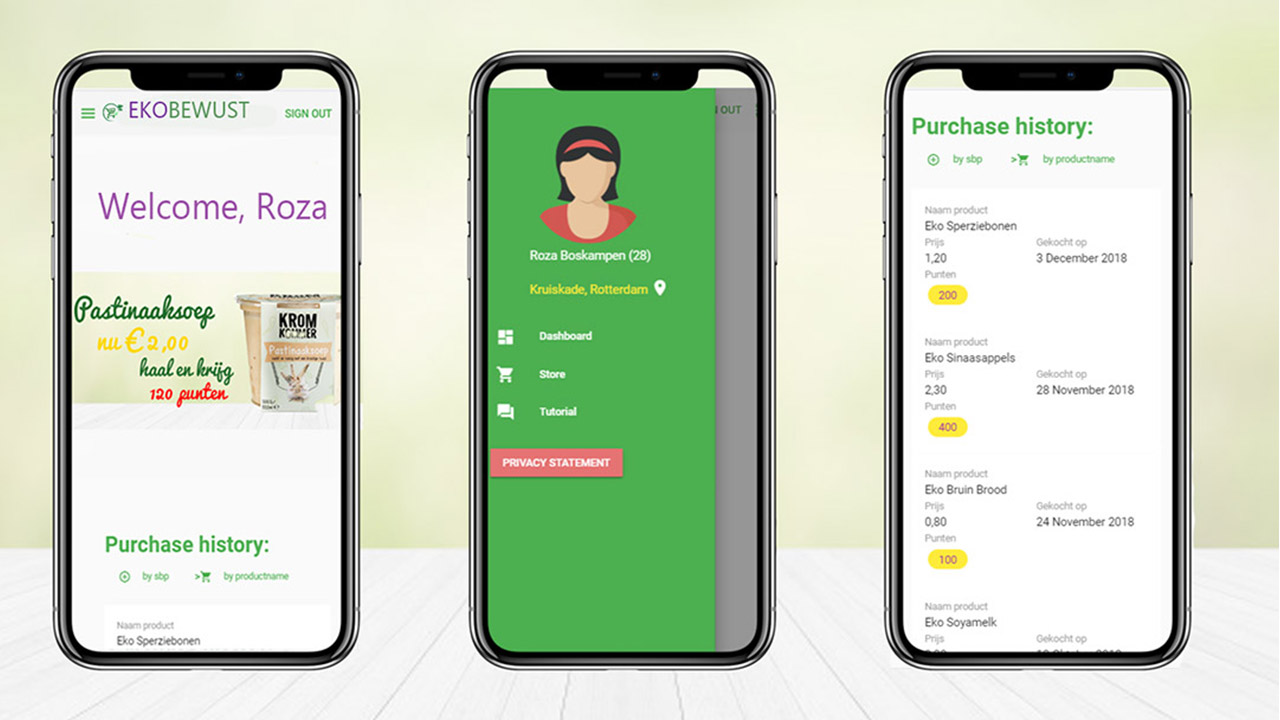 EKOBEWUST
SIGN OUT
Welcome, Roza
Pastinaaksoep
nu € 2,00
haal en krijg
120 punten
KROM
KOMMER
Pastinaaksoep
Purchase history:
by sbp
by productname
Naam product
Eko Sperziebonen
N OUT
Roza Boskampen (28)
Kruiskade, Rotterdam
Dashboard
Store
Tutorial
PRIVACY STATEMENT
Purchase history:
by sbp
by productname
Naam product
Eko Sperziebonen
Prijs Gekocht op
1,20 3 December 2018
Punten
200
Naam product
Eko Sinaasappels
Prijs Gekocht op
2,30 28 November 2018
Punten
400
Naam product
Eko Bruin Brood
Prijs Gekocht op
0,80 24 November 2018
Punten
100
Naam product
Eko Soyamelk
Prijs Gekocht op